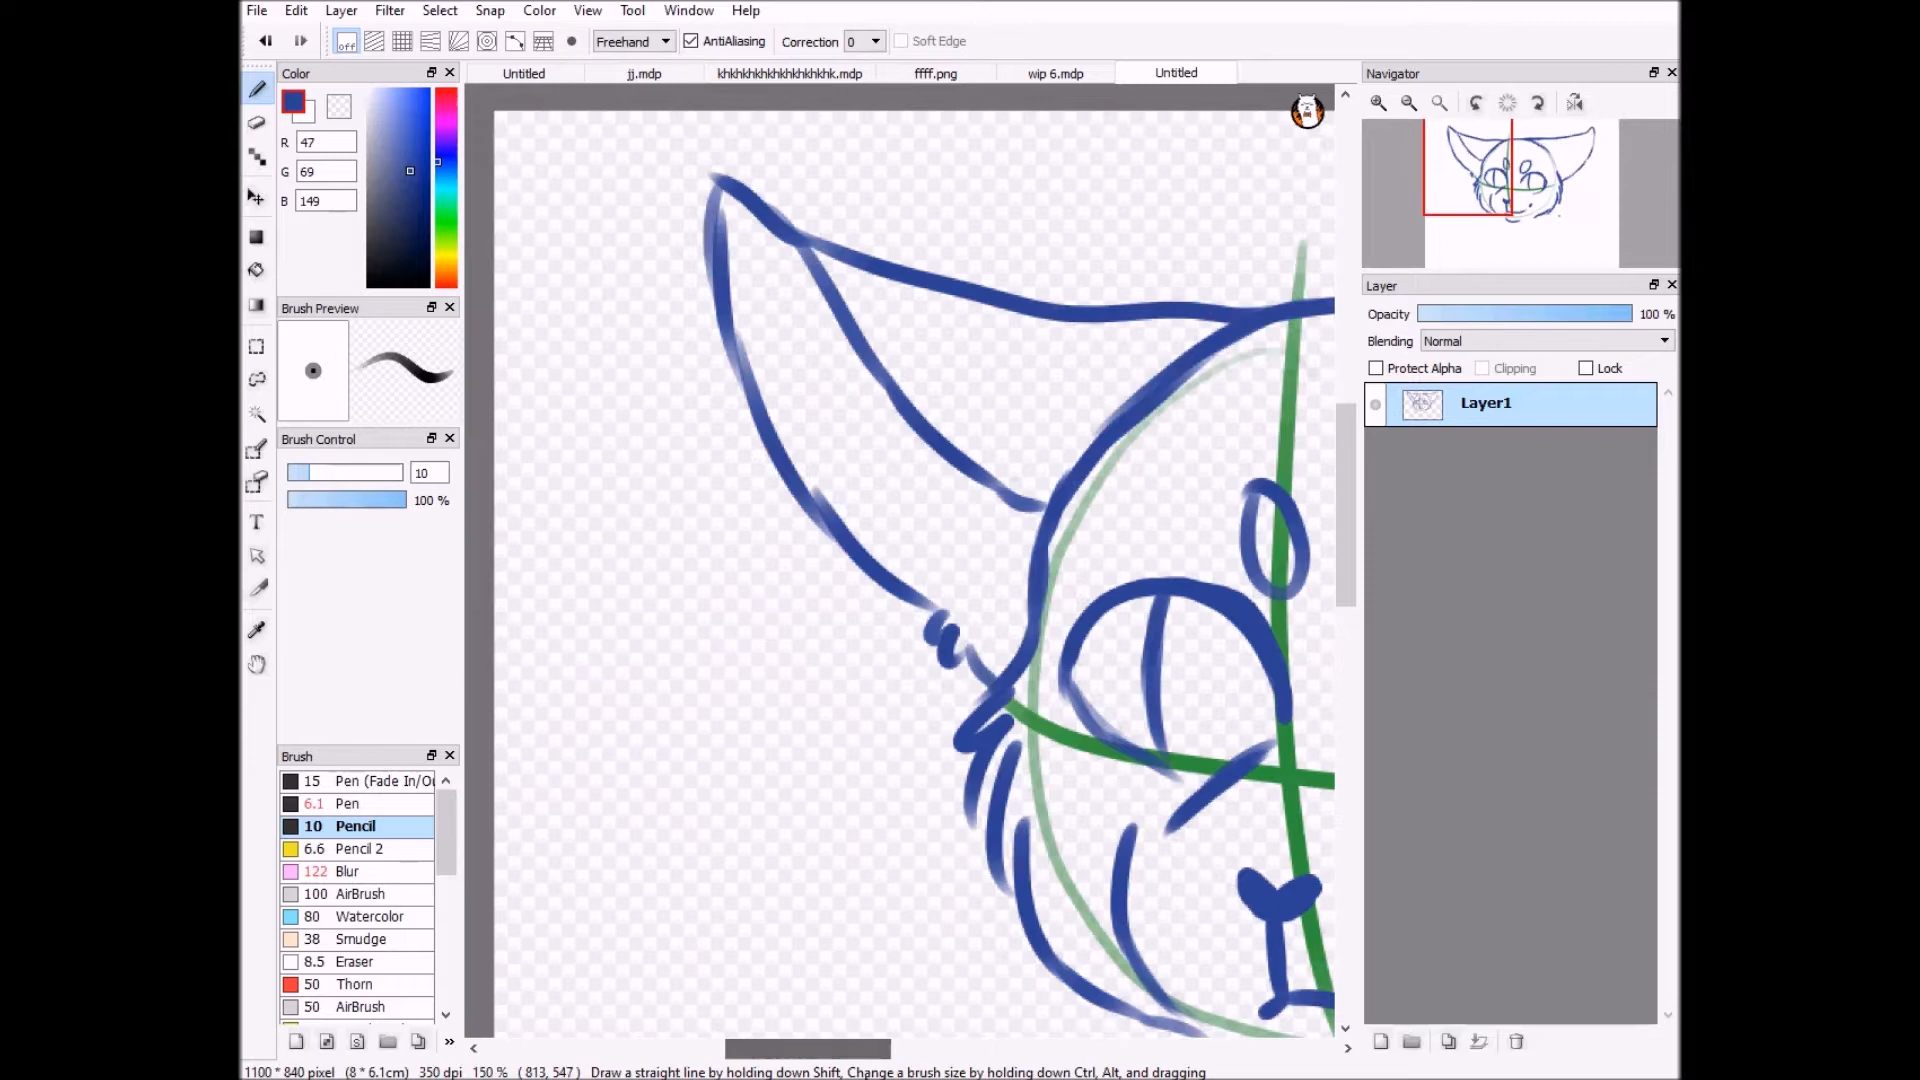 File Edit Layer Filter Select Snap Color View Tool Window Help
off Freehand AntiAliasing Correction 0 Soft Edge
Color
Untitled jj.mdp khkhkhkhkhkhkhkhk.mdp ffff.png wip 6.mdp Untitled
Navigator
R 47
G 69
B 149
Layer
Opacity 100 %
Blending Normal
Protect Alpha Clipping Lock
Layer1
Brush Preview
Brush Control
10
100 %
Brush
15 Pen (Fade In/Ou
6.1 Pen
10 Pencil
6.6 Pencil 2
122 Blur
100 AirBrush
80 Watercolor
38 Smudge
8.5 Eraser
50 Thorn
50 AirBrush
1100 * 840 pixel (8 * 6.1cm) 350 dpi 150 % ( 813, 547 ) Draw a straight line by holding down Shift, Change a brush size by holding down Ctrl, Alt, and dragging